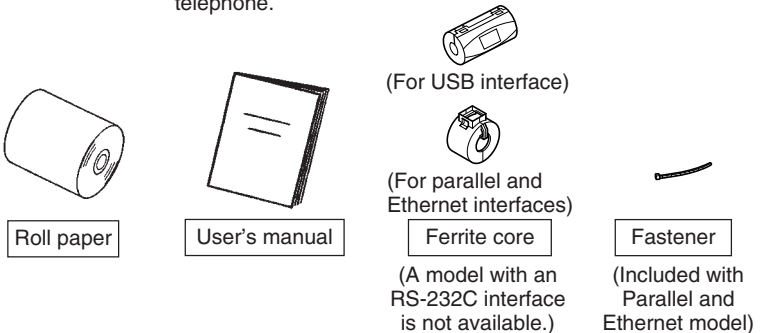 telephone.
(For USB interface)
(For parallel and
Ethernet interfaces)
Roll paper
User's manual
Ferrite core
Fastener
(A model with an
RS-232C interface
is not available.)
(Included with
Parallel and
Ethernet model)